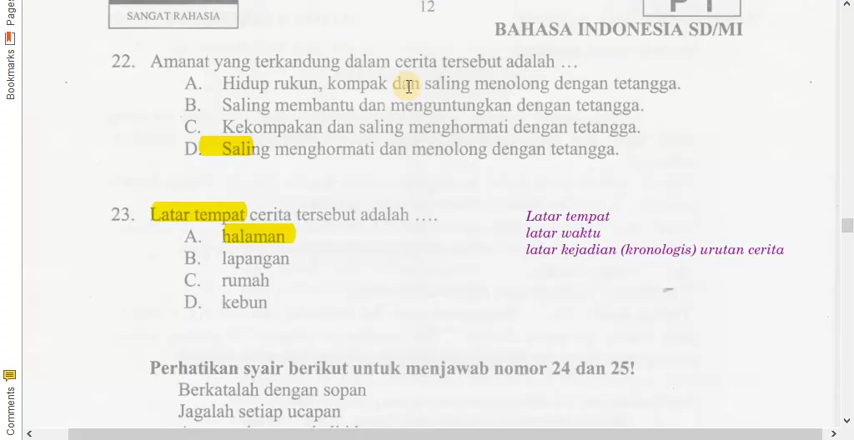 SANGAT RAHASIA
12
BAHASA INDONESIA SD/MI
22. Amanat yang terkandung dalam cerita tersebut adalah …
A. Hidup rukun, kompak dan saling menolong dengan tetangga.
B. Saling membantu dan menguntungkan dengan tetangga.
C. Kekompakan dan saling menghormati dengan tetangga.
D. Saling menghormati dan menolong dengan tetangga.
23. Latar tempat cerita tersebut adalah ….
A. halaman
B. lapangan
C. rumah
D. kebun
Latar tempat
latar waktu
latar kejadian (kronologis) urutan cerita
Perhatikan syair berikut untuk menjawab nomor 24 dan 25!
Berkatalah dengan sopan
Jagalah setiap ucapan
Bookmarks
Comments